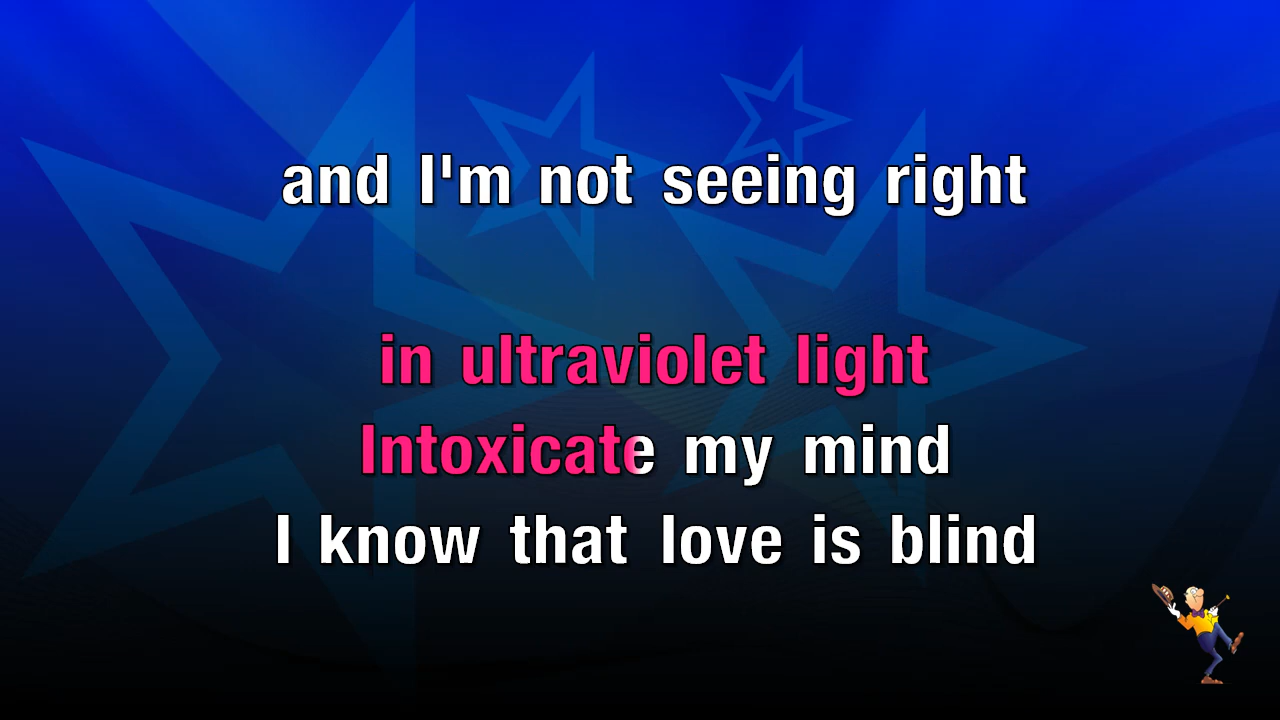 and I'm not seeing right
in ultraviolet light
Intoxicate my mind
I know that love is blind